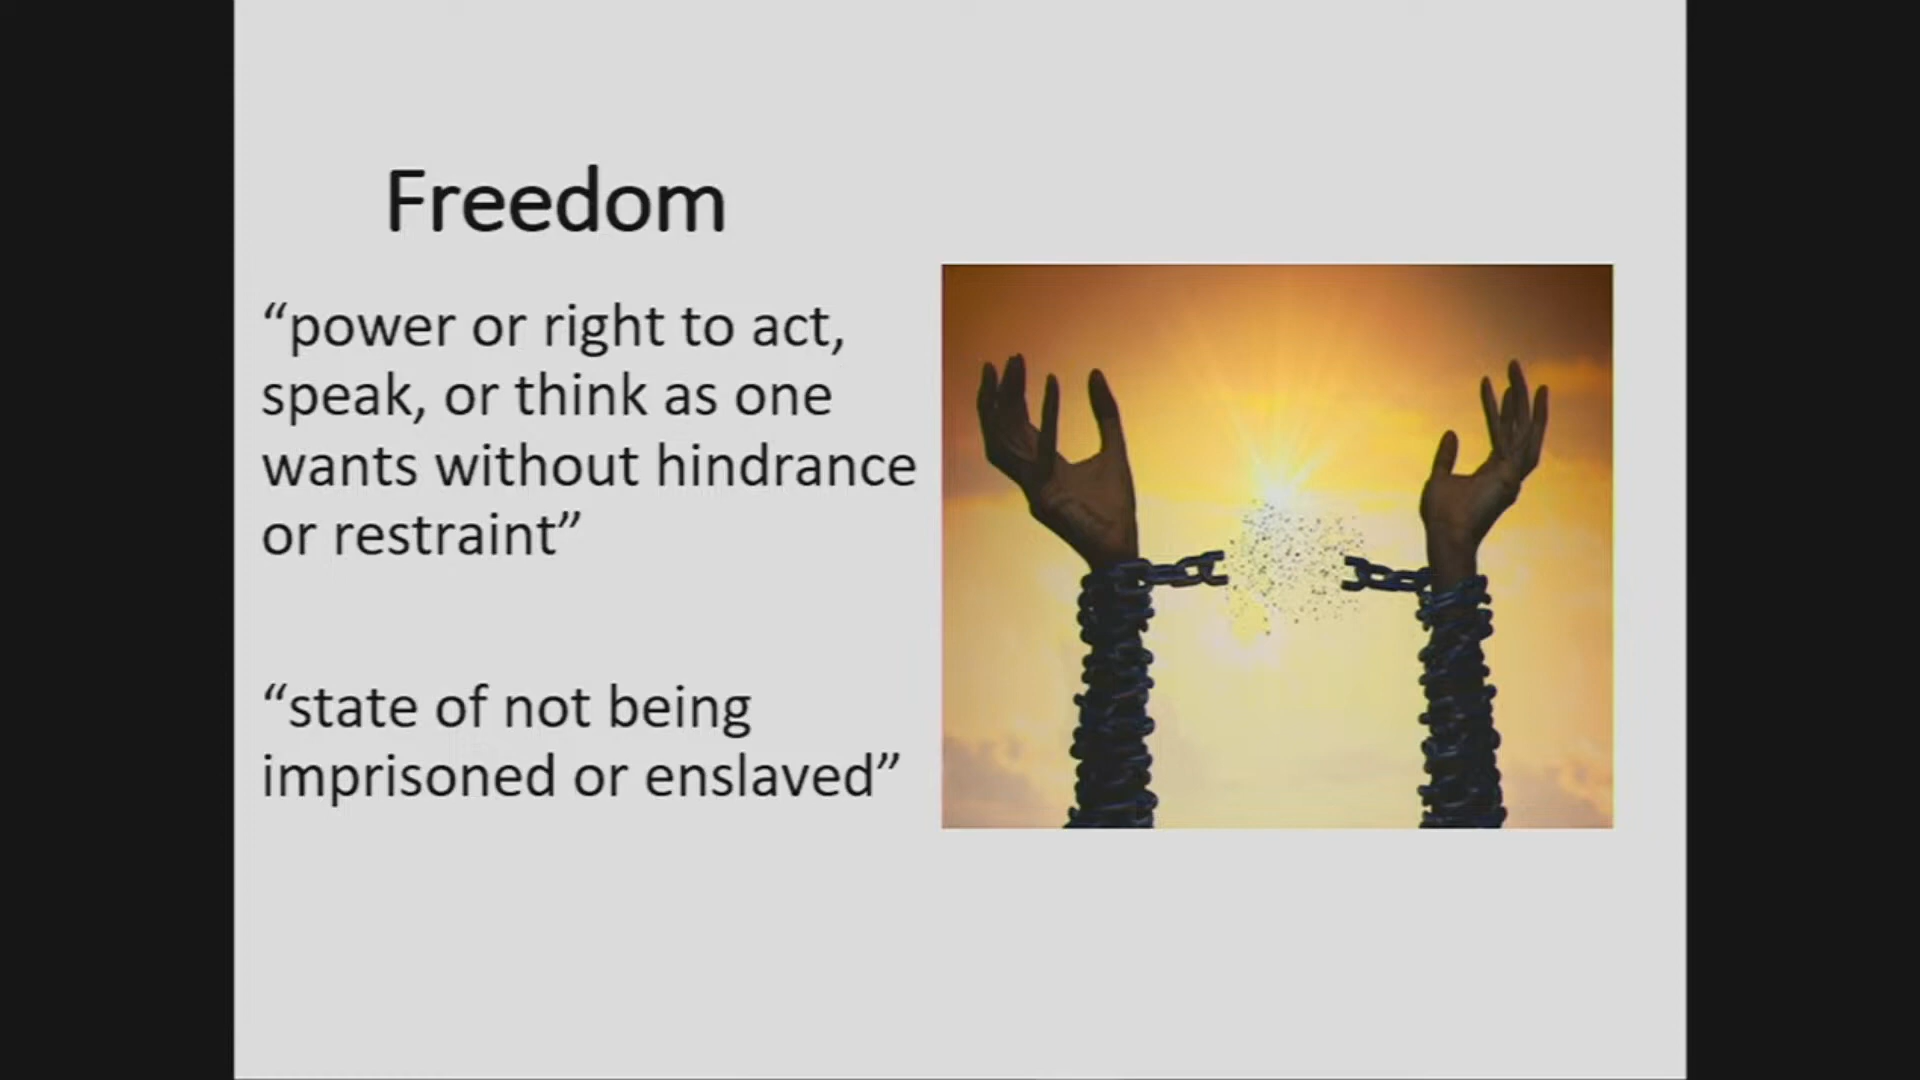 Freedom
“power or right to act,
speak, or think as one
wants without hindrance
or restraint”
“state of not being
imprisoned or enslaved”